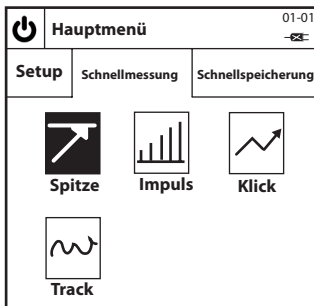 Hauptmenü 01-01
Setup Schnellmessung Schnellspeicherung
Spitze Impuls Klick
Track